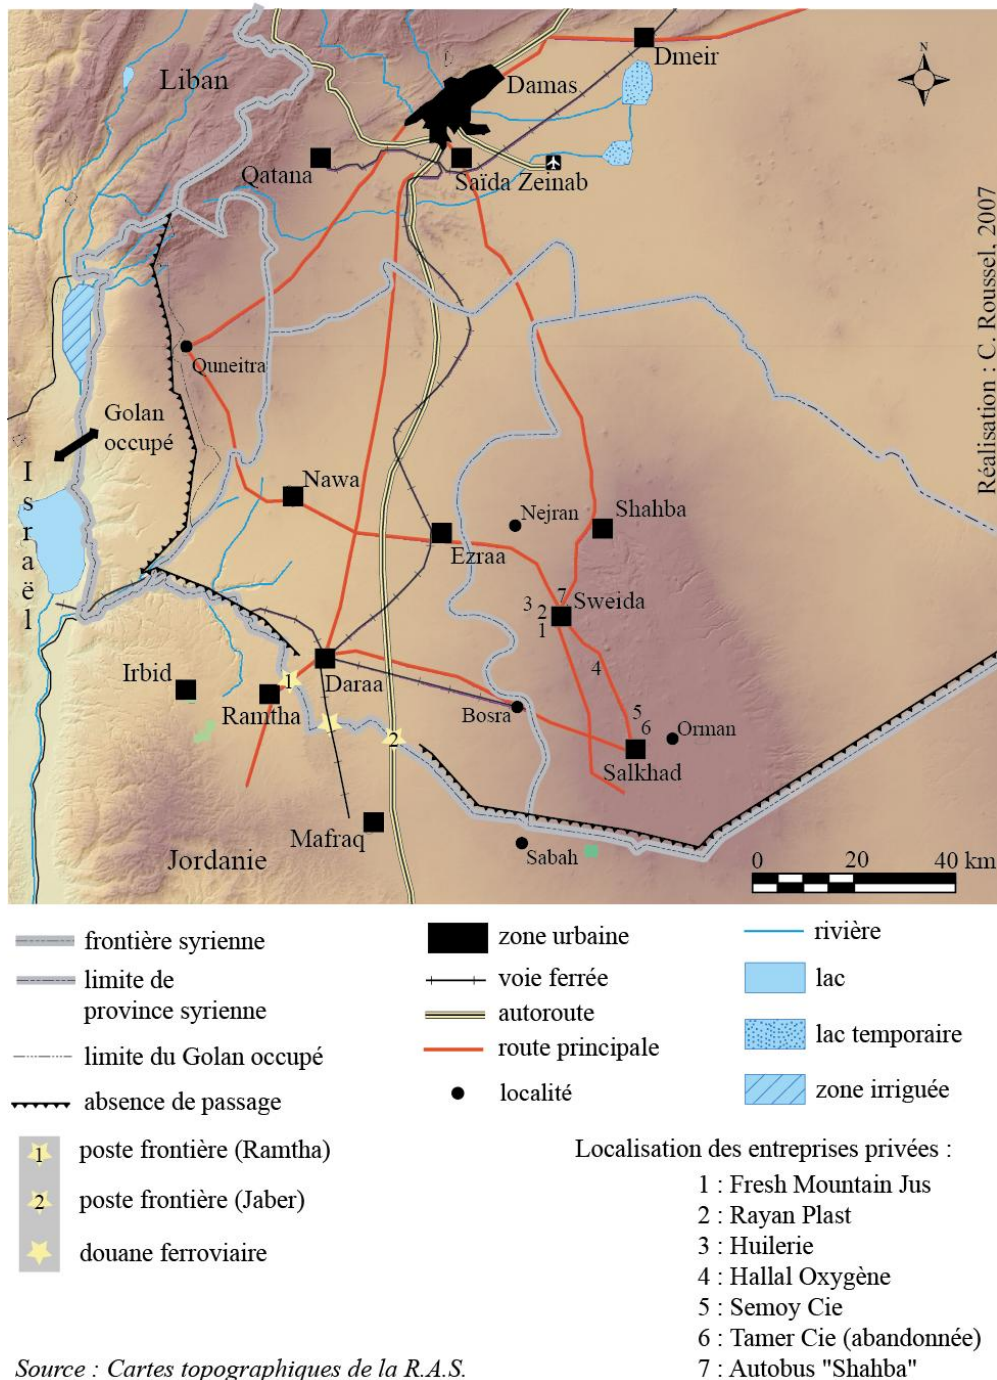 N
Liban
Damas
Dmeir
Qatana
Saïda Zeinab
Réalisation : C. Roussel, 2007
Quneitra
Golan
occupé
Israël
Nawa
Nejran
Shahba
Ezraa
7
3
2
Sweida
1
4
Irbid
1
Daraa
Ramtha
Bosra
5
6
Orman
2
Salkhad
Mafraq
Sabah
Jordanie
0 20 40 km
frontière syrienne
limite de
province syrienne
limite du Golan occupé
absence de passage
1 poste frontière (Ramtha)
2 poste frontière (Jaber)
douane ferroviaire
zone urbaine
voie ferrée
autoroute
route principale
localité
rivière
lac
lac temporaire
zone irriguée
Localisation des entreprises privées :
1 : Fresh Mountain Jus
2 : Rayan Plast
3 : Huilerie
4 : Hallal Oxygène
5 : Semoy Cie
6 : Tamer Cie (abandonnée)
7 : Autobus "Shahba"
Source : Cartes topographiques de la R.A.S.